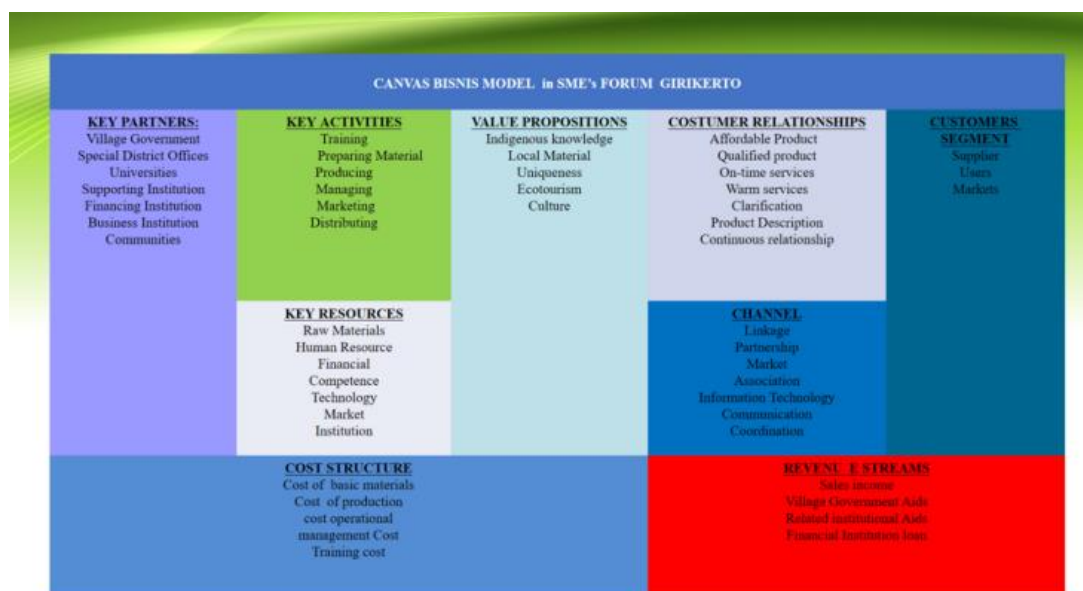 CANVAS BISNIS MODEL in SME's FORUM GIRIKERTO
KEY PARTNERS:
Village Government
Special District Offices
Universities
Supporting Institution
Financing Institution
Business Institution
Communities
KEY ACTIVITIES
Training
Preparing Material
Producing
Managing
Marketing
Distributing
KEY RESOURCES
Raw Materials
Human Resource
Financial
Competence
Technology
Market
Institution
VALUE PROPOSITIONS
Indigenous knowledge
Local Material
Uniqueness
Ecotourism
Culture
COSTUMER RELATIONSHIPS
Affordable Product
Qualified product
On-time services
Warm services
Clarification
Product Description
Continuous relationship
CHANNEL
Linkage
Partnership
Market
Association
Information Technology
Communication
Coordination
CUSTOMERS
SEGMENT
Supplier
Users
Markets
COST STRUCTURE
Cost of basic materials
Cost of production
cost operational
management Cost
Training cost
REVENU E STREAMS
Sales income
Village Government Aids
Related institutional Aids
Financial Institution loan